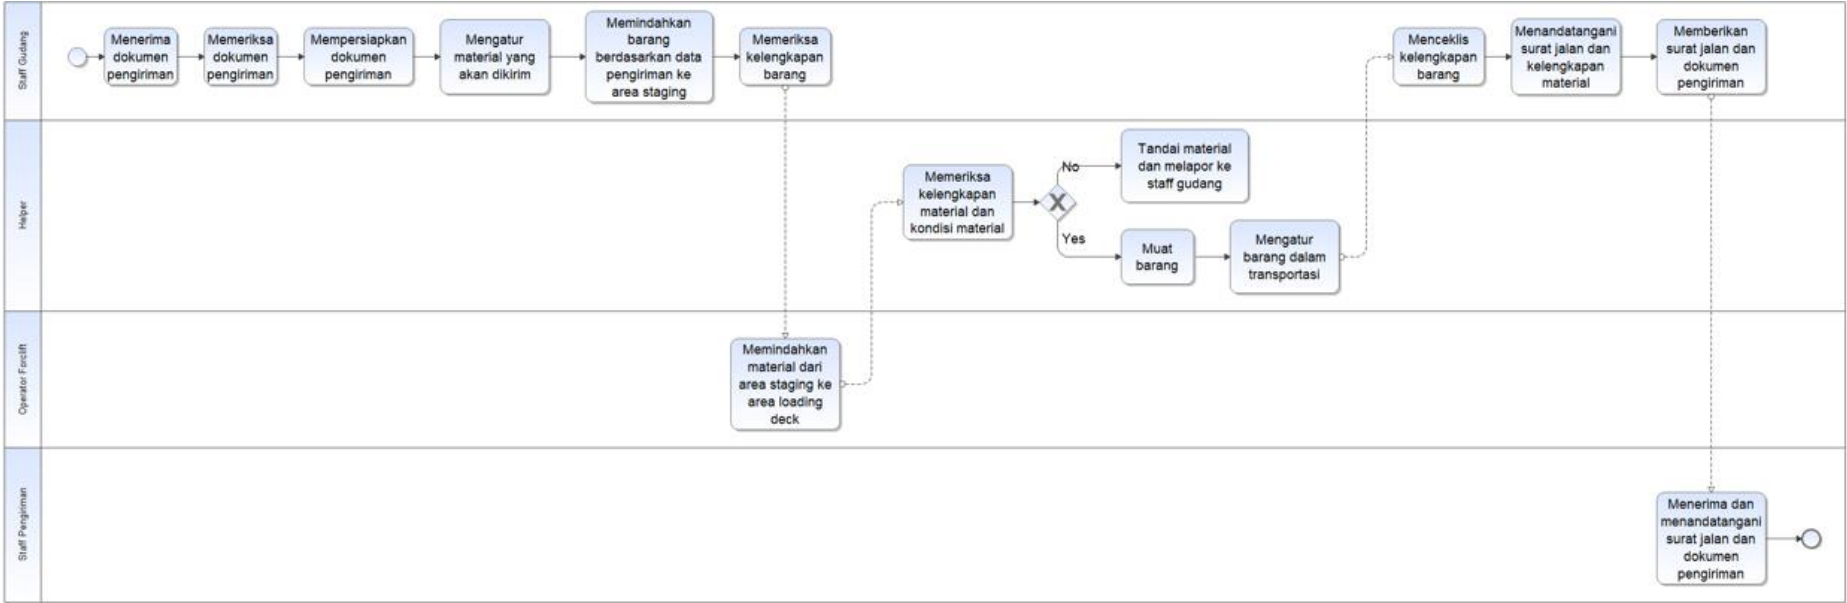 Staff Gudang
Menerima
dokumen
pengiriman
Memeriksa
dokumen
pengiriman
Mempersiapkan
dokumen
pengiriman
Mengatur
material yang
akan dikirim
Memindahkan
barang
berdasarkan data
pengiriman ke
area staging
Memeriksa
kelengkapan
barang
Menceklis
kelengkapan
barang
Menandatangani
surat jalan dan
kelengkapan
material
Memberikan
surat jalan dan
dokumen
pengiriman
Helper
Memeriksa
kelengkapan
material dan
kondisi material
X
No
Tandai material
dan melapor ke
staff gudang
Yes
Muat
barang
Mengatur
barang dalam
transportasi
Operator Forclift
Memindahkan
material dari
area staging ke
area loading
deck
Staff Pengiriman
Menerima dan
menandatangani
surat jalan dan
dokumen
pengiriman